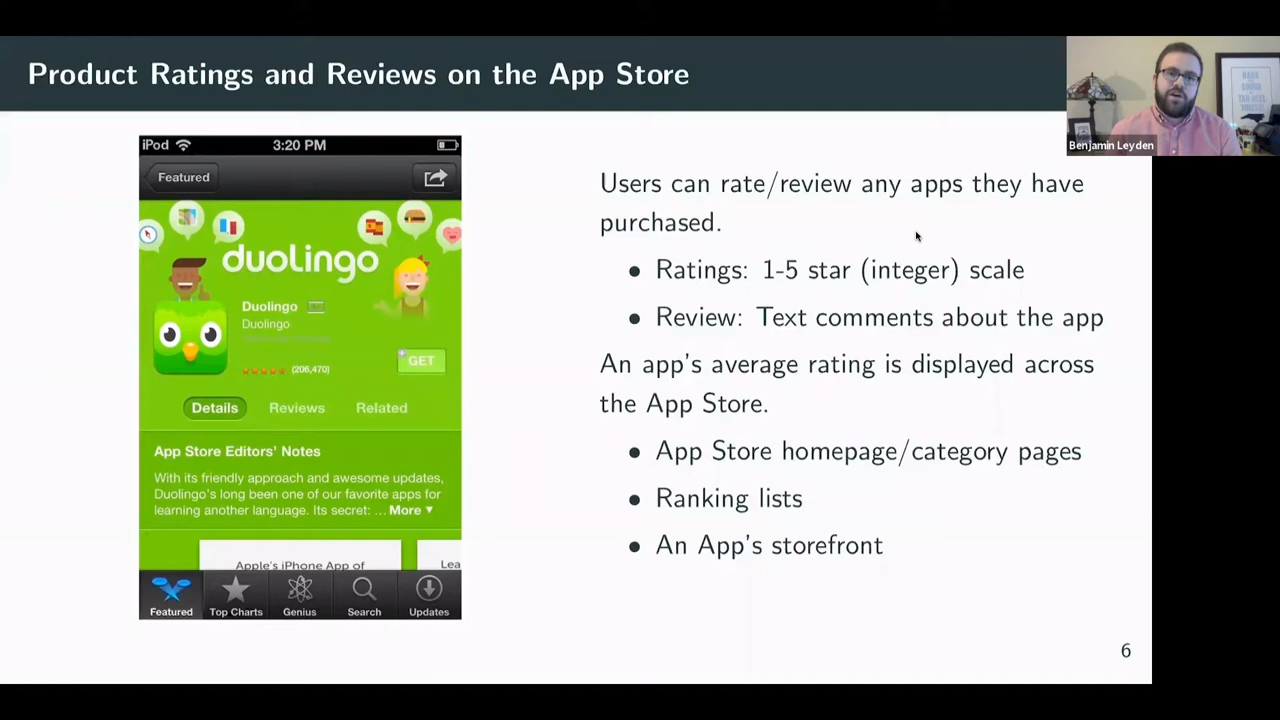 Product Ratings and Reviews on the App Store
Benjamin Leyden
iPod
3:20 PM
Featured
duolingo
Duolingo
Duolingo
(206,470)
GET
Details
Reviews
Related
App Store Editors' Notes
With its friendly approach and awesome updates,
Duolingo's long been one of our favorite apps for
learning another language. Its secret: ... More ▼
Apple's iPhone App of
Lea
Featured
Top Charts
Genius
Search
Updates
Users can rate/review any apps they have
purchased.
• Ratings: 1-5 star (integer) scale
• Review: Text comments about the app
An app's average rating is displayed across
the App Store.
• App Store homepage/category pages
• Ranking lists
• An App's storefront
6